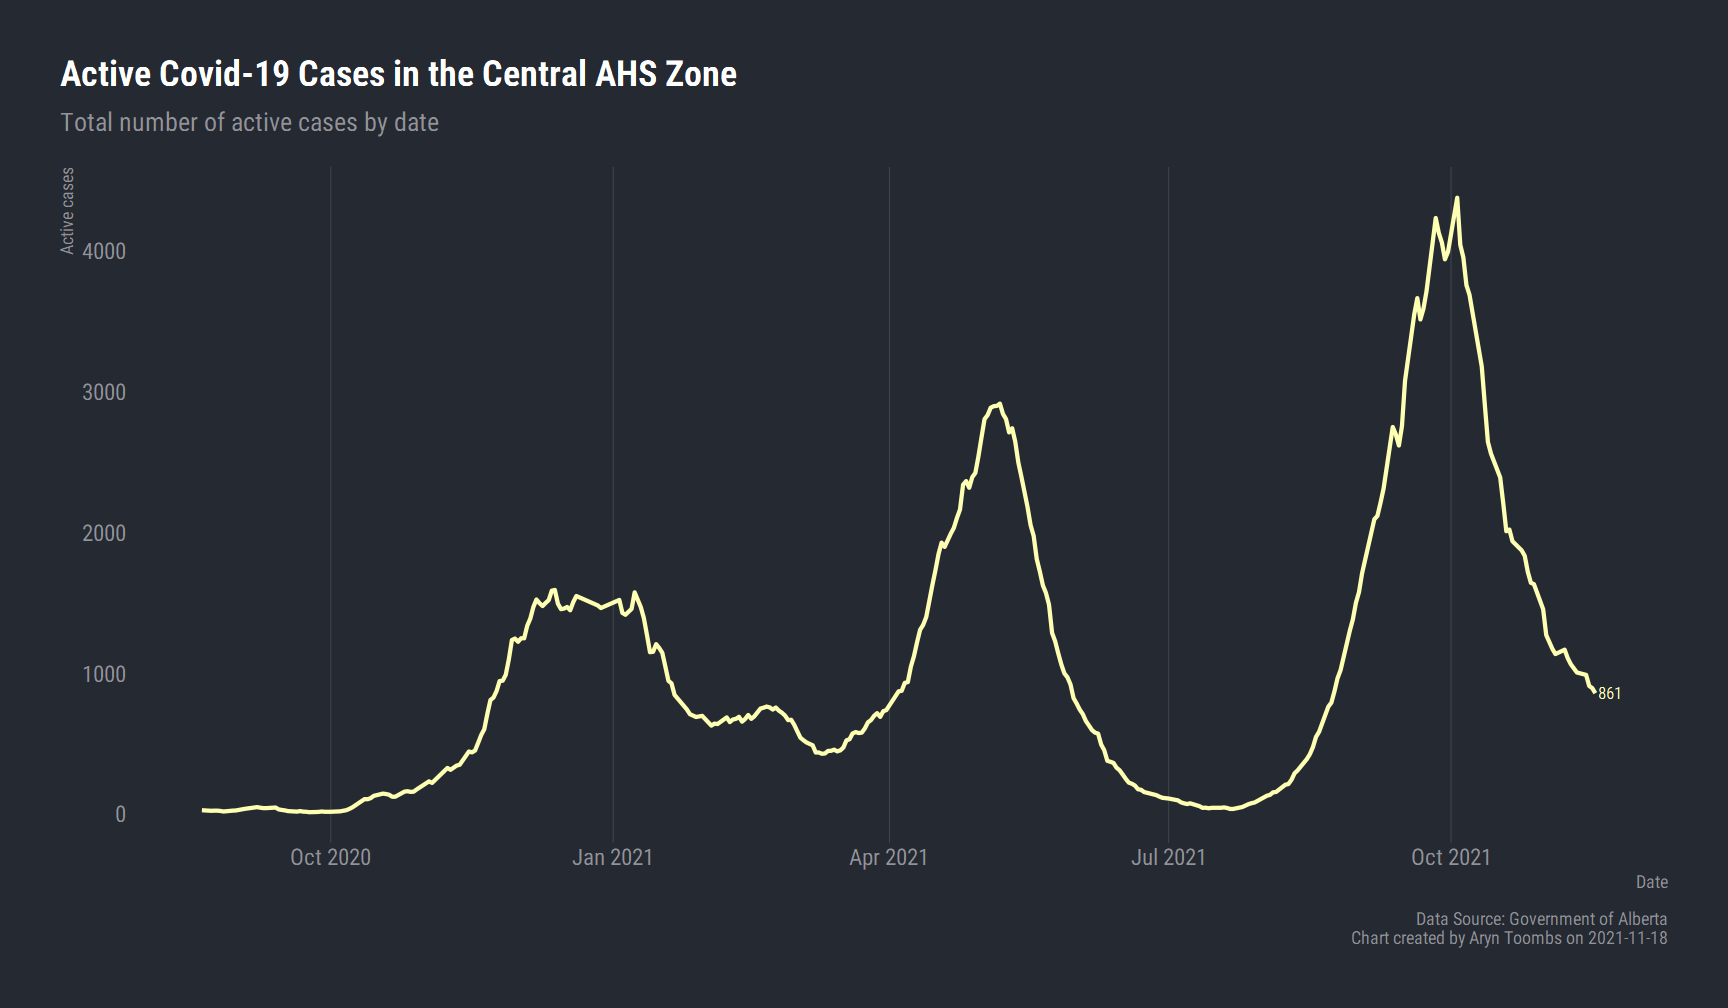 Active Covid-19 Cases in the Central AHS Zone
Total number of active cases by date
Active cases
4000
3000
2000
1000
0
861
Oct 2020
Jan 2021
Apr 2021
Jul 2021
Oct 2021
Date
Data Source: Government of Alberta
Chart created by Aryn Toombs on 2021-11-18